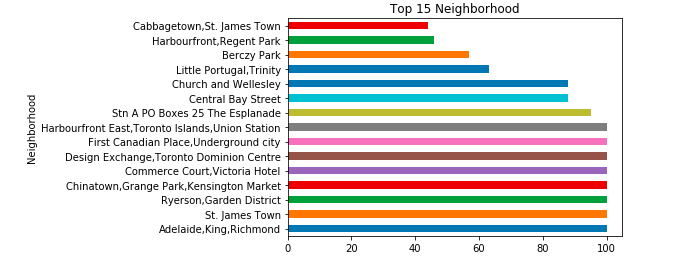 Top 15 Neighborhood
Cabbagetown,St. James Town
Harbourfront,Regent Park
Berczy Park
Little Portugal,Trinity
Church and Wellesley
Central Bay Street
Stn A PO Boxes 25 The Esplanade
Harbourfront East,Toronto Islands,Union Station
First Canadian Place,Underground city
Design Exchange,Toronto Dominion Centre
Commerce Court,Victoria Hotel
Chinatown,Grange Park,Kensington Market
Ryerson,Garden District
St. James Town
Adelaide,King,Richmond
Neighborhood
0 20 40 60 80 100